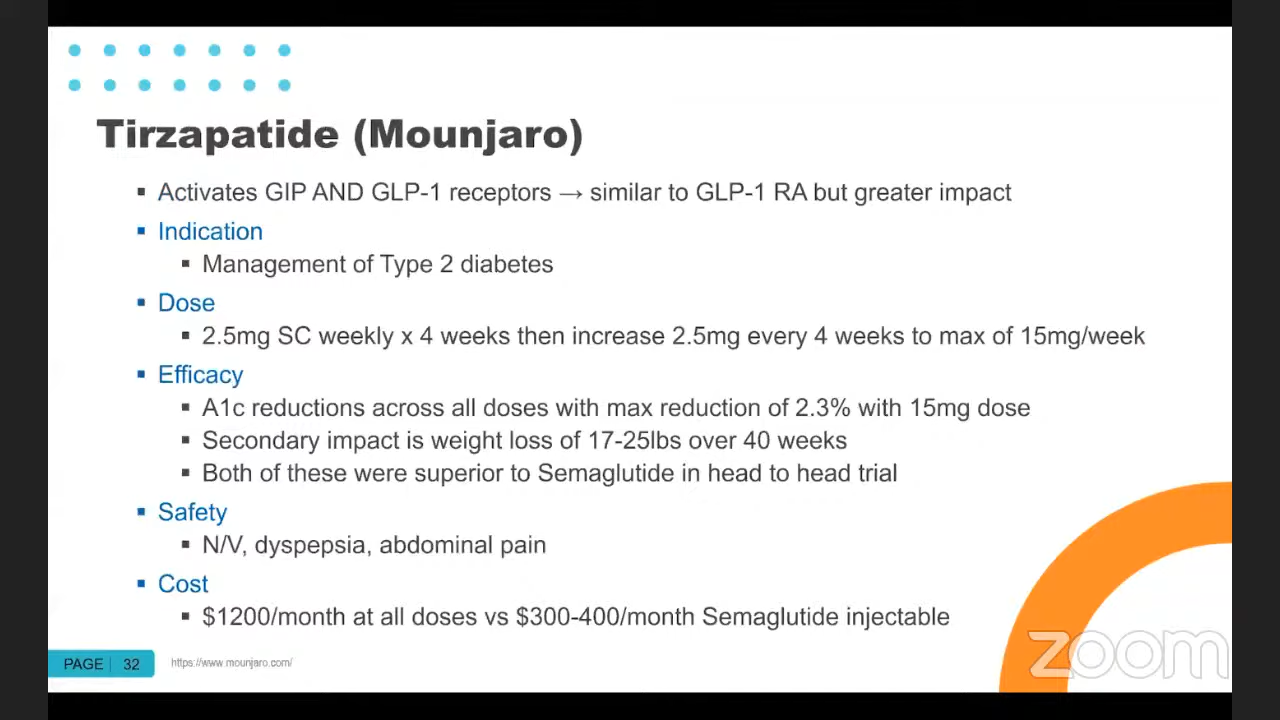 Tirzapatide (Mounjaro)
▪ Activates GIP AND GLP-1 receptors → similar to GLP-1 RA but greater impact
▪ Indication
▪ Management of Type 2 diabetes
▪ Dose
▪ 2.5mg SC weekly x 4 weeks then increase 2.5mg every 4 weeks to max of 15mg/week
▪ Efficacy
▪ A1c reductions across all doses with max reduction of 2.3% with 15mg dose
▪ Secondary impact is weight loss of 17-25lbs over 40 weeks
▪ Both of these were superior to Semaglutide in head to head trial
▪ Safety
▪ N/V, dyspepsia, abdominal pain
▪ Cost
▪ $1200/month at all doses vs $300-400/month Semaglutide injectable
PAGE | 32 https://www.mounjaro.com/
zoom